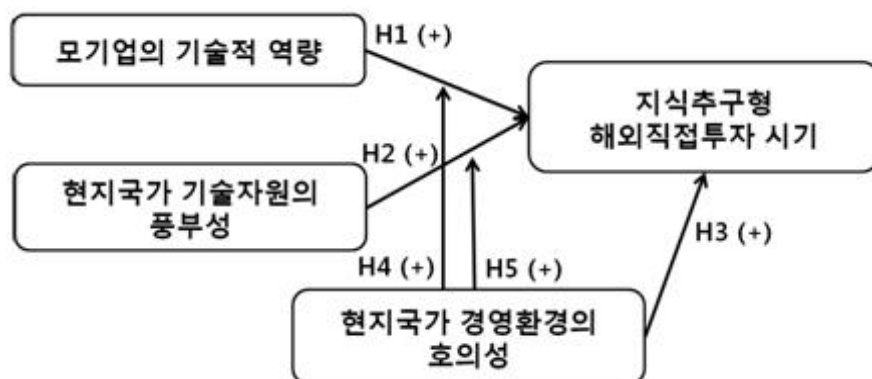 모기업의 기술적 역량
H1 (+)
지식추구형
해외직접투자 시기
H2 (+)
현지국가 기술자원의
풍부성
H3 (+)
H4 (+)
H5 (+)
현지국가 경영환경의
호의성